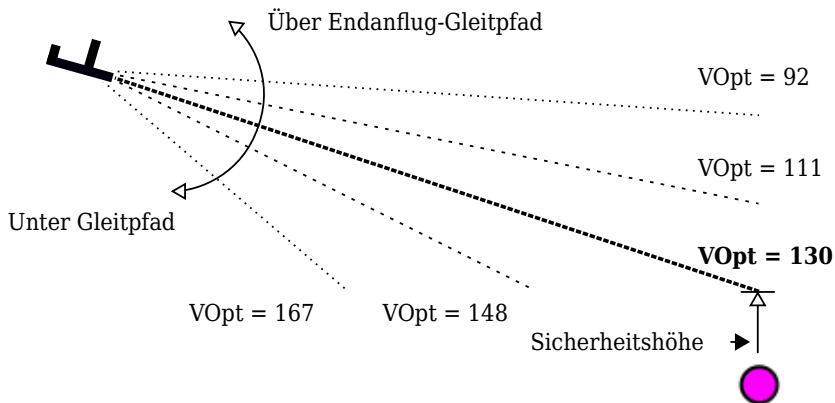 Über Endanflug-Gleitpfad
VOpt = 92
VOpt = 111
Unter Gleitpfad
VOpt = 130
VOpt = 167
VOpt = 148
Sicherheitshöhe